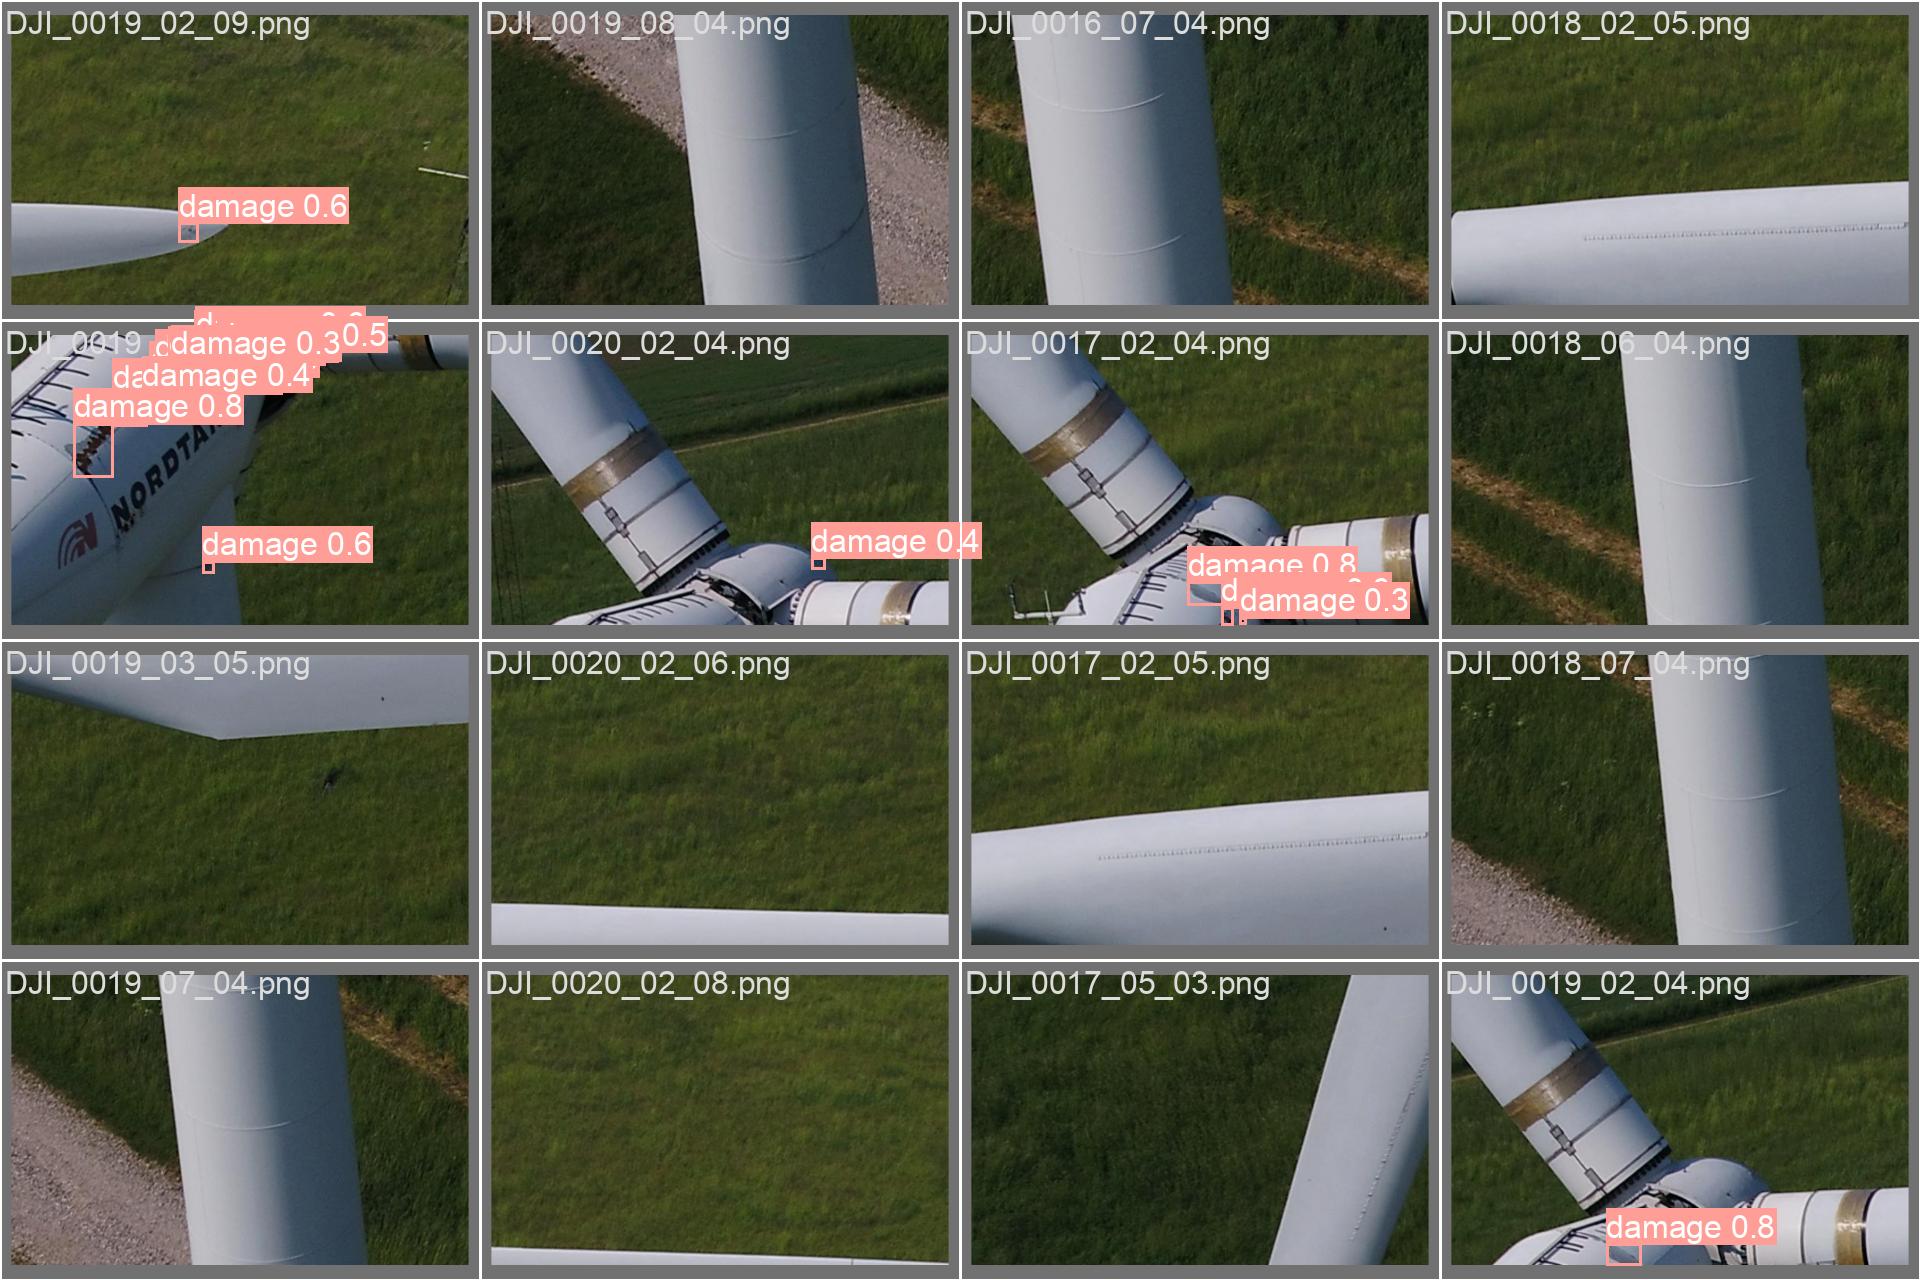 DJI_0019_02_09.png
DJI_0019_08_04.png
DJI_0016_07_04.png
DJI_0018_02_05.png
damage 0.6
DJI_0019
0.5
damage 0.3
damage 0.4
damage 0.8
NORDTA
damage 0.6
DJI_0020_02_04.png
damage 0.4
DJI_0017_02_04.png
damage 0.8
damage 0.3
DJI_0018_06_04.png
DJI_0019_03_05.png
DJI_0020_02_06.png
DJI_0017_02_05.png
DJI_0018_07_04.png
DJI_0019_07_04.png
DJI_0020_02_08.png
DJI_0017_05_03.png
DJI_0019_02_04.png
damage 0.8